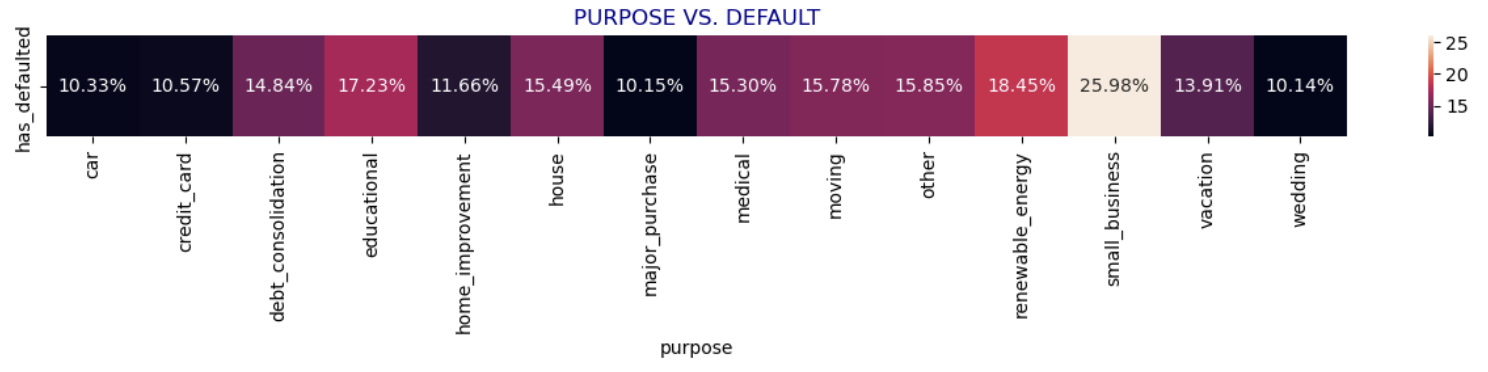 PURPOSE VS. DEFAULT
has_defaulted
10.33% 10.57% 14.84% 17.23% 11.66% 15.49% 10.15% 15.30% 15.78% 15.85% 18.45% 25.98% 13.91% 10.14%
25
20
15
car
credit_card
debt_consolidation
educational
home_improvement
house
major_purchase
medical
moving
other
renewable_energy
small_business
vacation
wedding
purpose